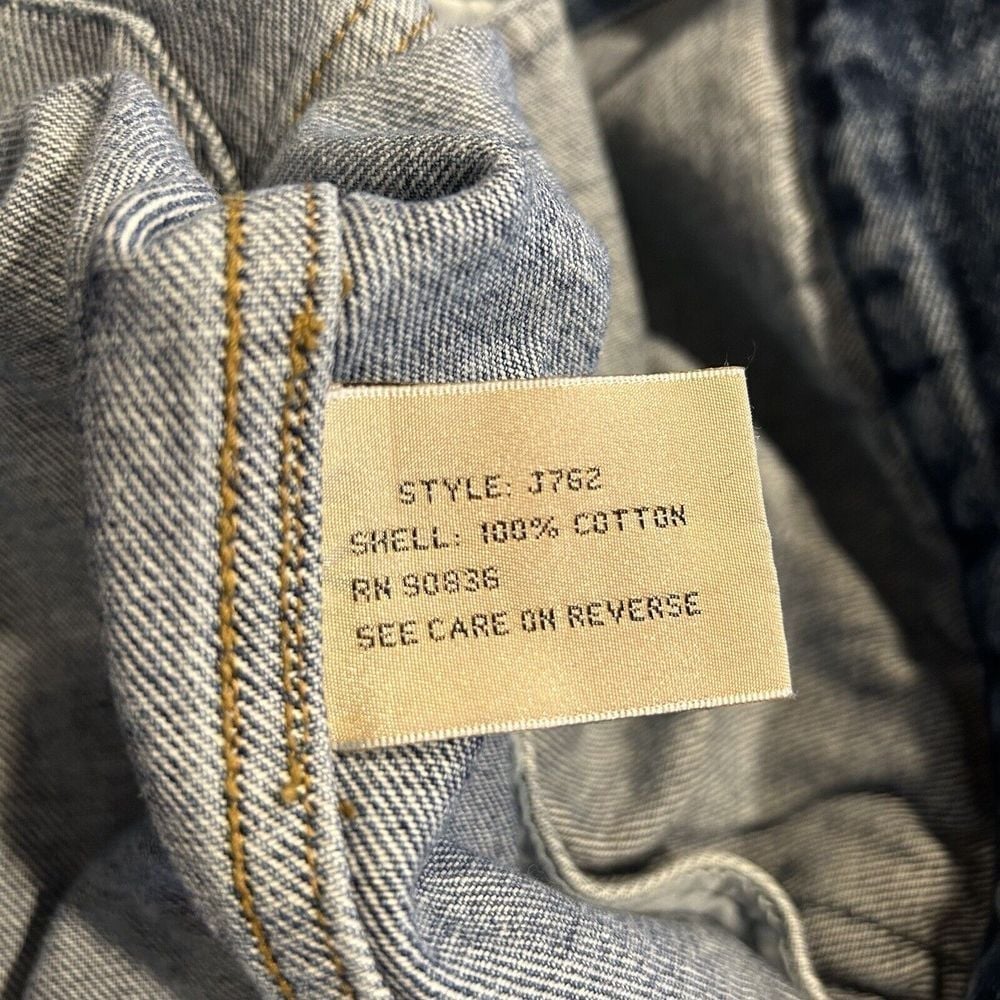 STYLE: J762
SHELL: 100% COTTON
RN 90836
SEE CARE ON REVERSE